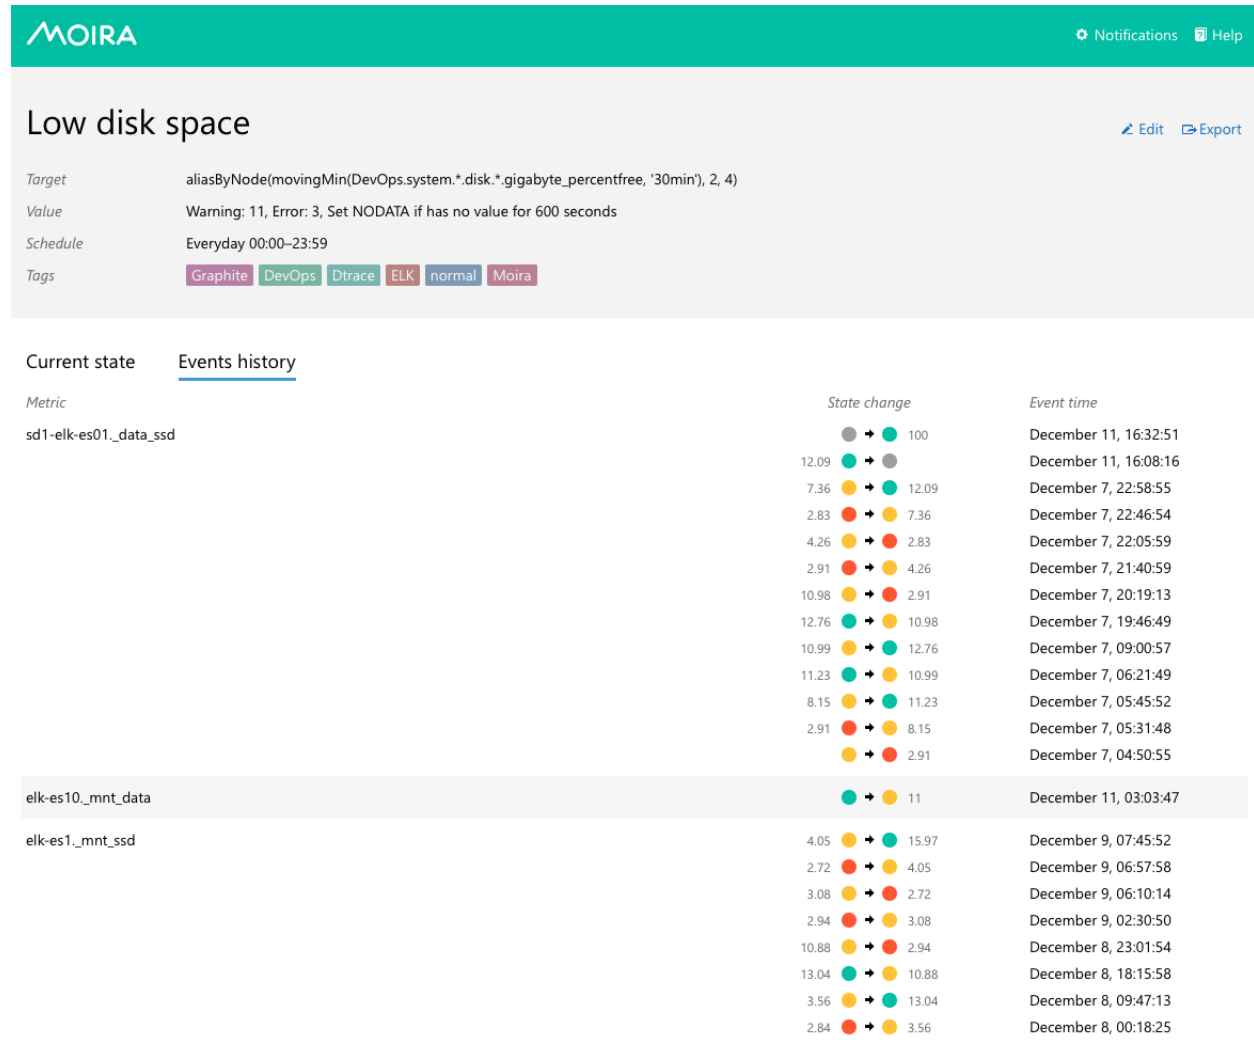 MOIRA
Notifications Help
Low disk space
Edit Export
Target aliasByNode(movingMin(DevOps.system.*.disk.*.gigabyte_percentfree, '30min'), 2, 4)
Value Warning: 11, Error: 3, Set NODATA if has no value for 600 seconds
Schedule Everyday 00:00–23:59
Tags Graphite DevOps Dtrace ELK normal Moira
Current state Events history
Metric State change Event time
sd1-elk-es01._data_ssd 100 December 11, 16:32:51
12.09 December 11, 16:08:16
7.36 12.09 December 7, 22:58:55
2.83 7.36 December 7, 22:46:54
4.26 2.83 December 7, 22:05:59
2.91 4.26 December 7, 21:40:59
10.98 2.91 December 7, 20:19:13
12.76 10.98 December 7, 19:46:49
10.99 12.76 December 7, 09:00:57
11.23 10.99 December 7, 06:21:49
8.15 11.23 December 7, 05:45:52
2.91 8.15 December 7, 05:31:48
2.91 December 7, 04:50:55
elk-es10._mnt_data 11 December 11, 03:03:47
elk-es1._mnt_ssd 4.05 15.97 December 9, 07:45:52
2.72 4.05 December 9, 06:57:58
3.08 2.72 December 9, 06:10:14
2.94 3.08 December 9, 02:30:50
10.88 2.94 December 8, 23:01:54
13.04 10.88 December 8, 18:15:58
3.56 13.04 December 8, 09:47:13
2.84 3.56 December 8, 00:18:25